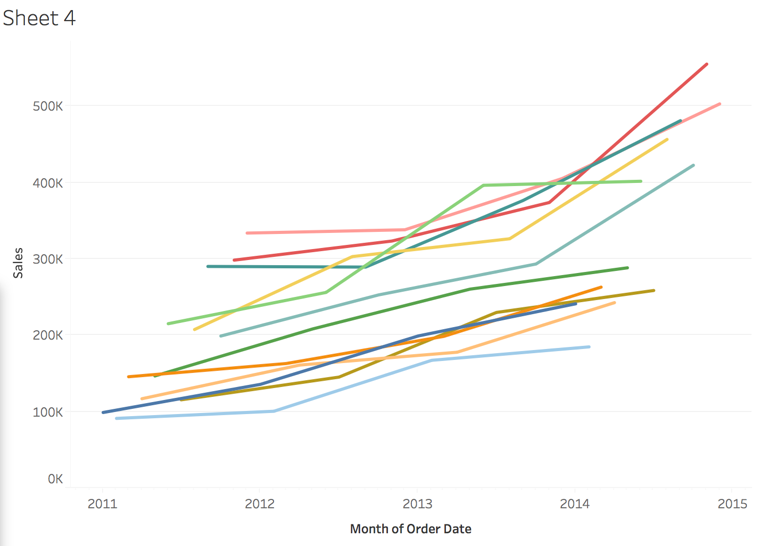 Sheet 4
500K
400K
300K
200K
100K
0K
Sales
2011 2012 2013 2014 2015
Month of Order Date